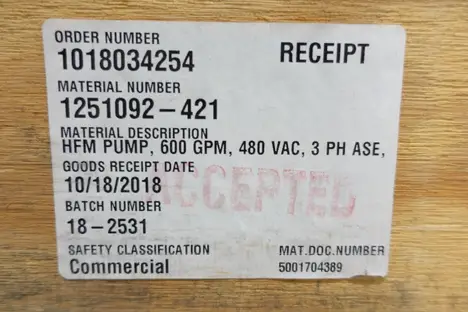 ORDER NUMBER
1018034254
RECEIPT
MATERIAL NUMBER
1251092-421
MATERIAL DESCRIPTION
HFM PUMP, 600 GPM, 480 VAC, 3 PH ASE,
GOODS RECEIPT DATE
10/18/2018
ACCEPTED
BATCH NUMBER
18-2531
SAFETY CLASSIFICATION
Commercial
MAT.DOC.NUMBER
5001704389